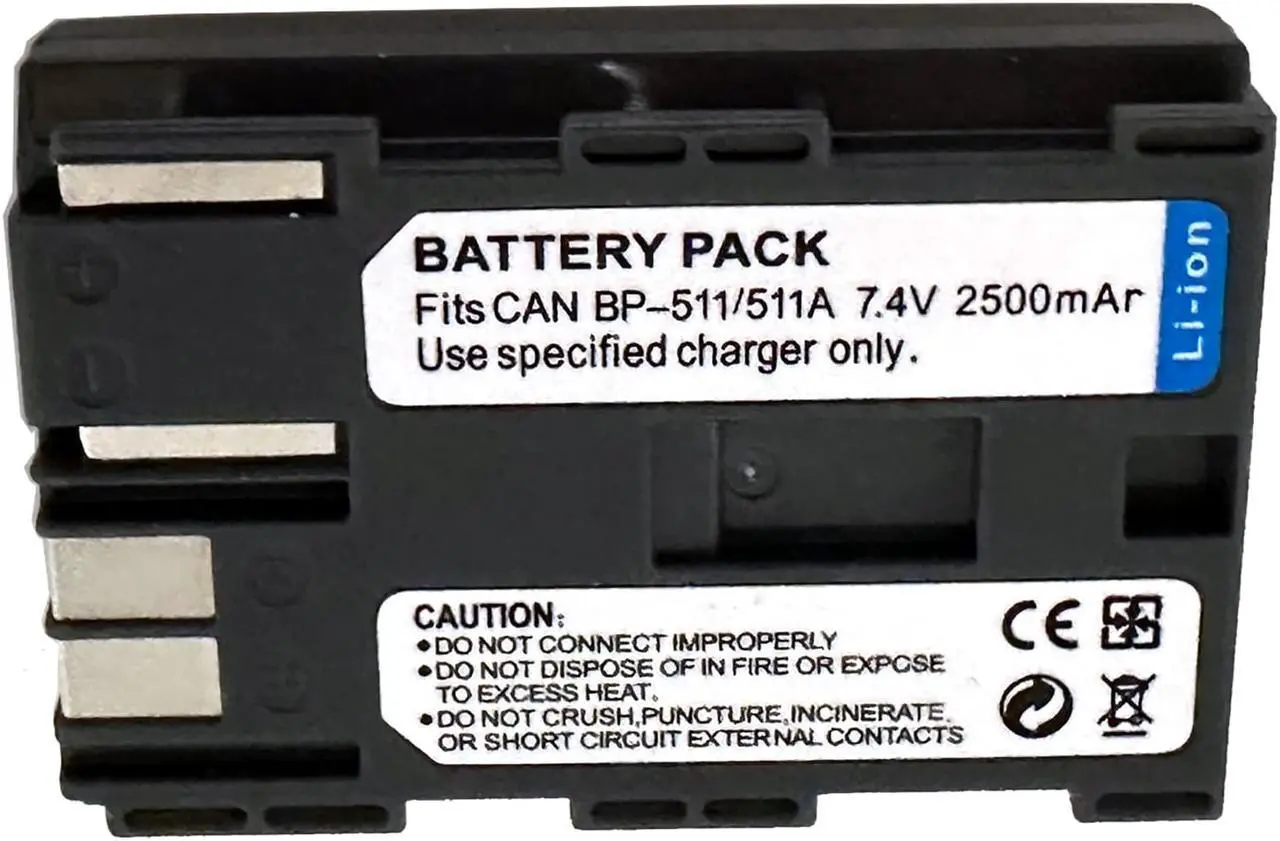 BATTERY PACK
Fits CAN BP-511/511A 7.4V 2500mAr
Use specified charger only.
Li-ion
CAUTION:
•DO NOT CONNECT IMPROPERLY
•DO NOT DISPOSE OF IN FIRE OR EXPOSE
TO EXCESS HEAT.
•DO NOT CRUSH,PUNCTURE,INCINERATE.
OR SHORT CIRCUIT EXTERNAL CONTACTS
CE